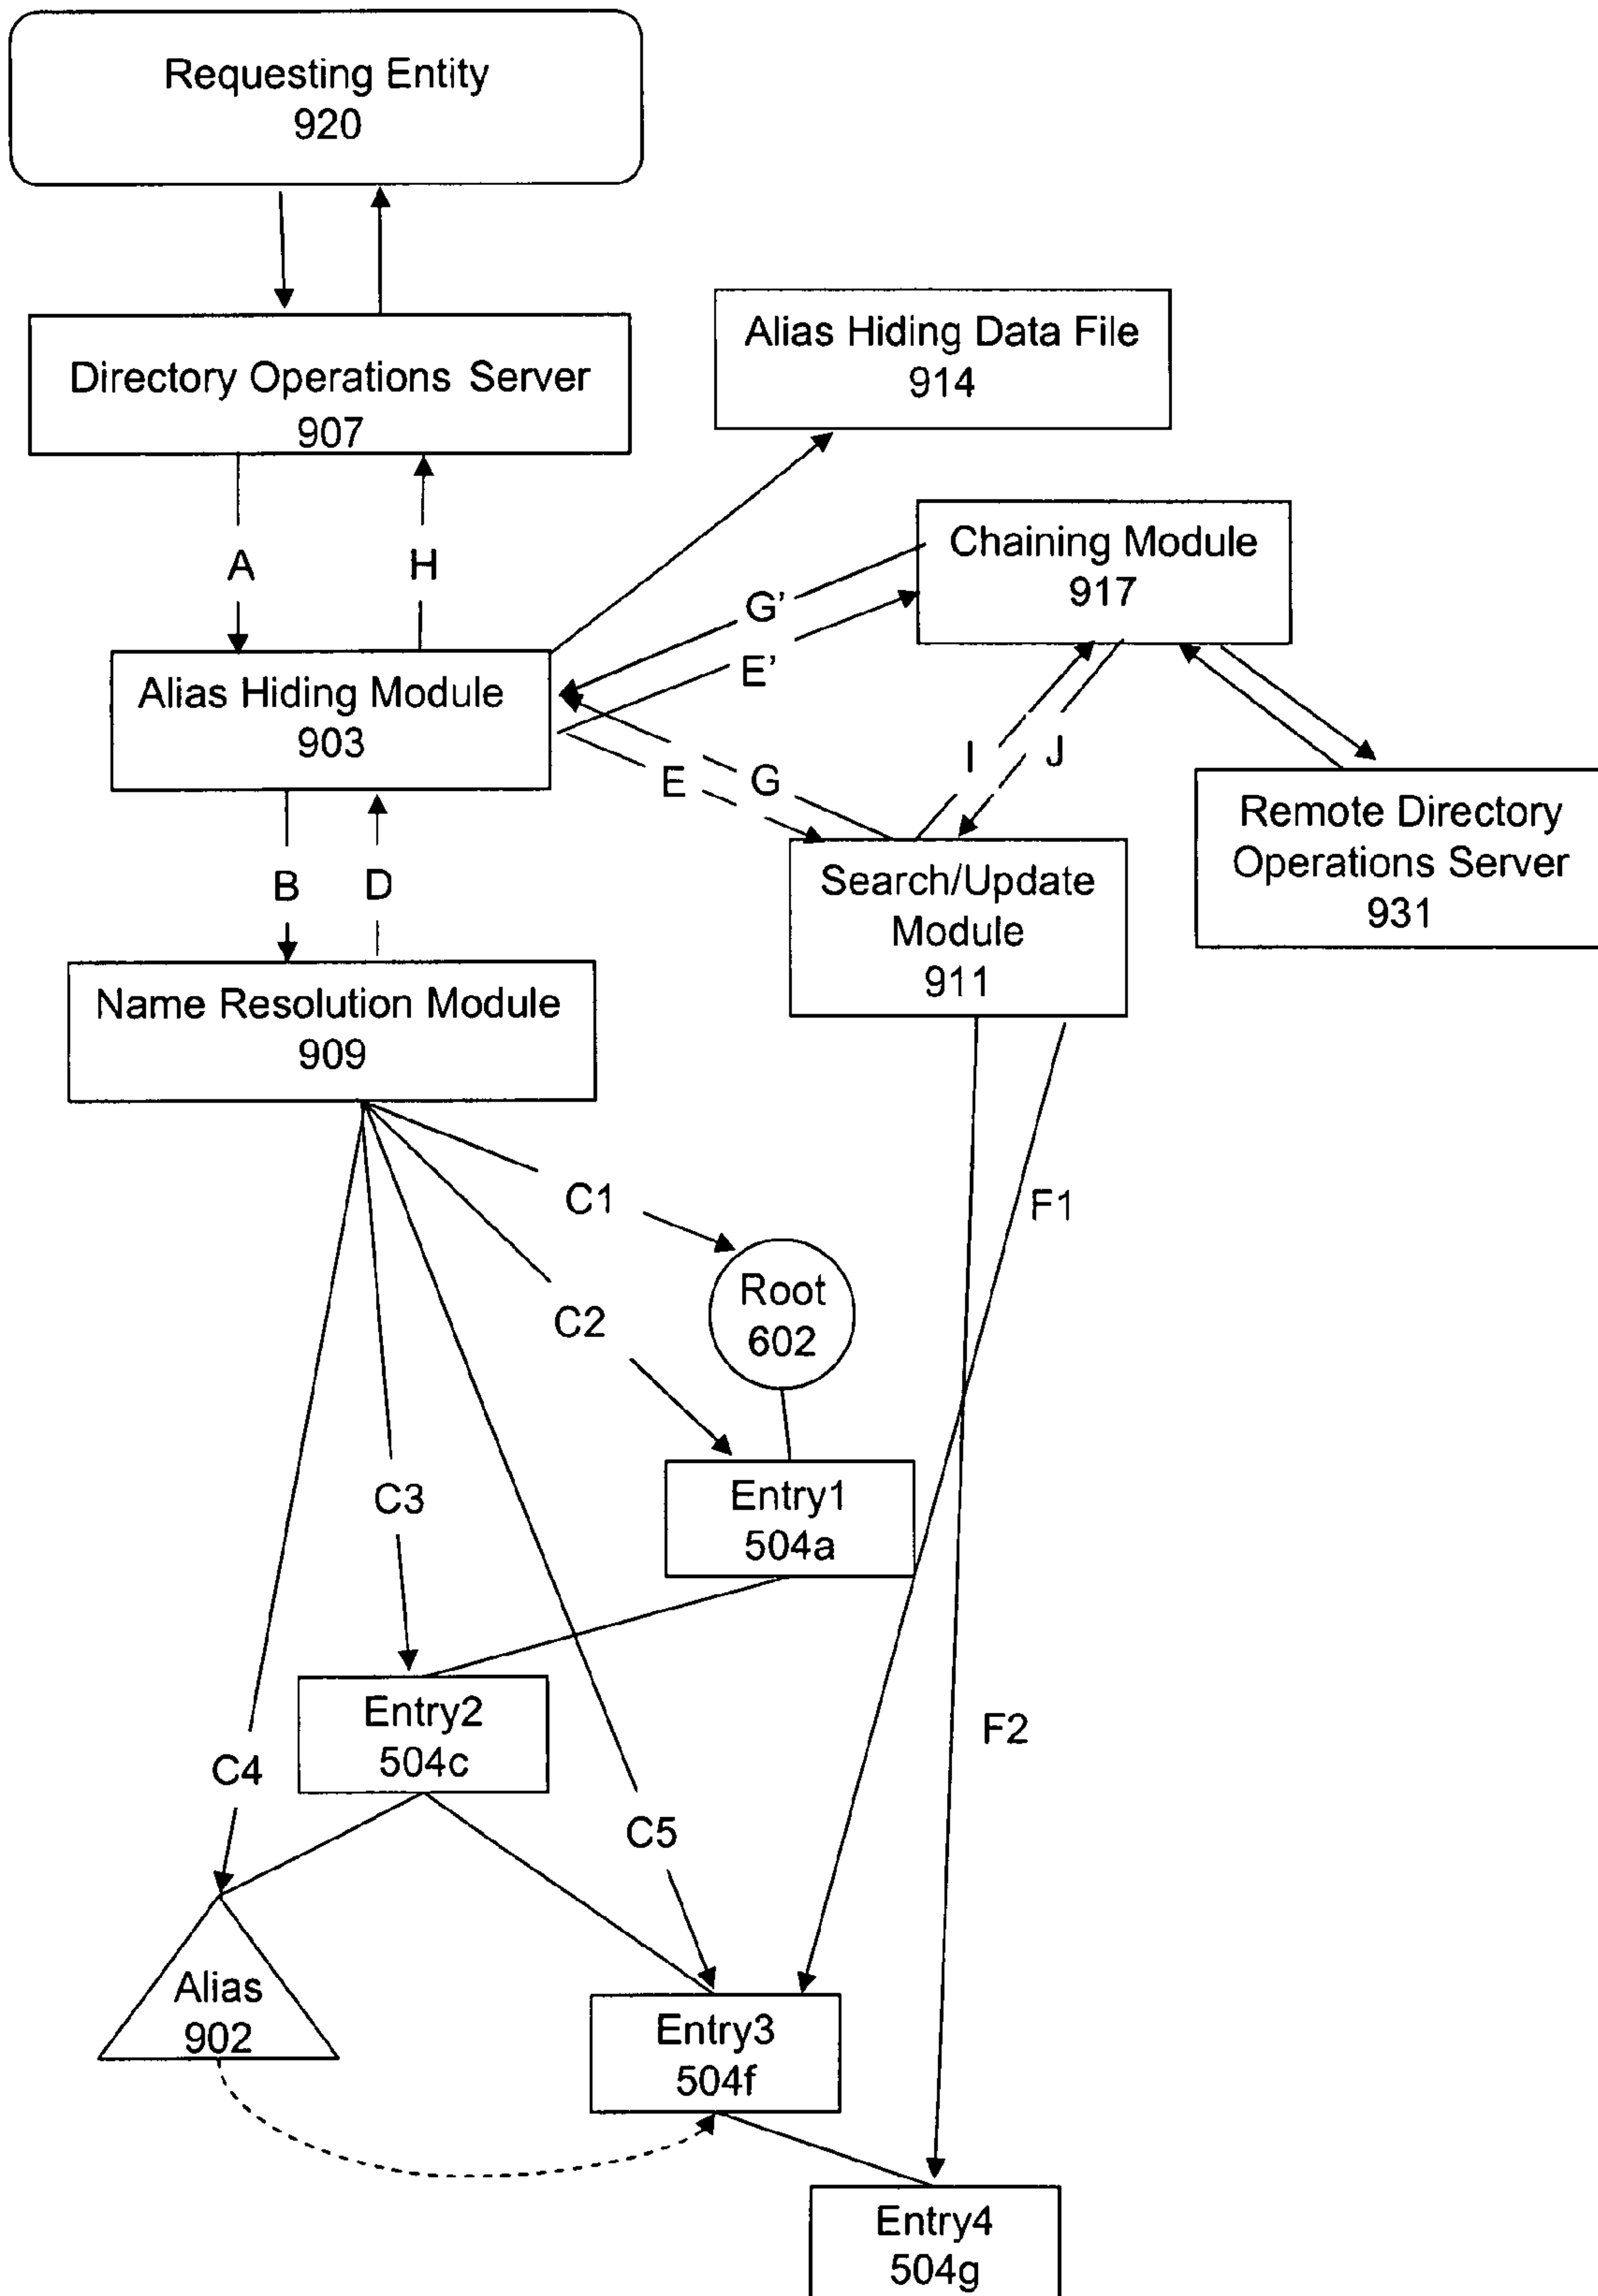 Requesting Entity
920
Directory Operations Server
907
Alias Hiding Data File
914
A
H
Chaining Module
917
G'
E'
Alias Hiding Module
903
E
G
I
J
Remote Directory
Operations Server
931
B
D
Search/Update
Module
911
Name Resolution Module
909
C1
F1
Root
602
C2
C3
Entry1
504a
Entry2
504c
F2
C4
C5
Alias
902
Entry3
504f
Entry4
504g